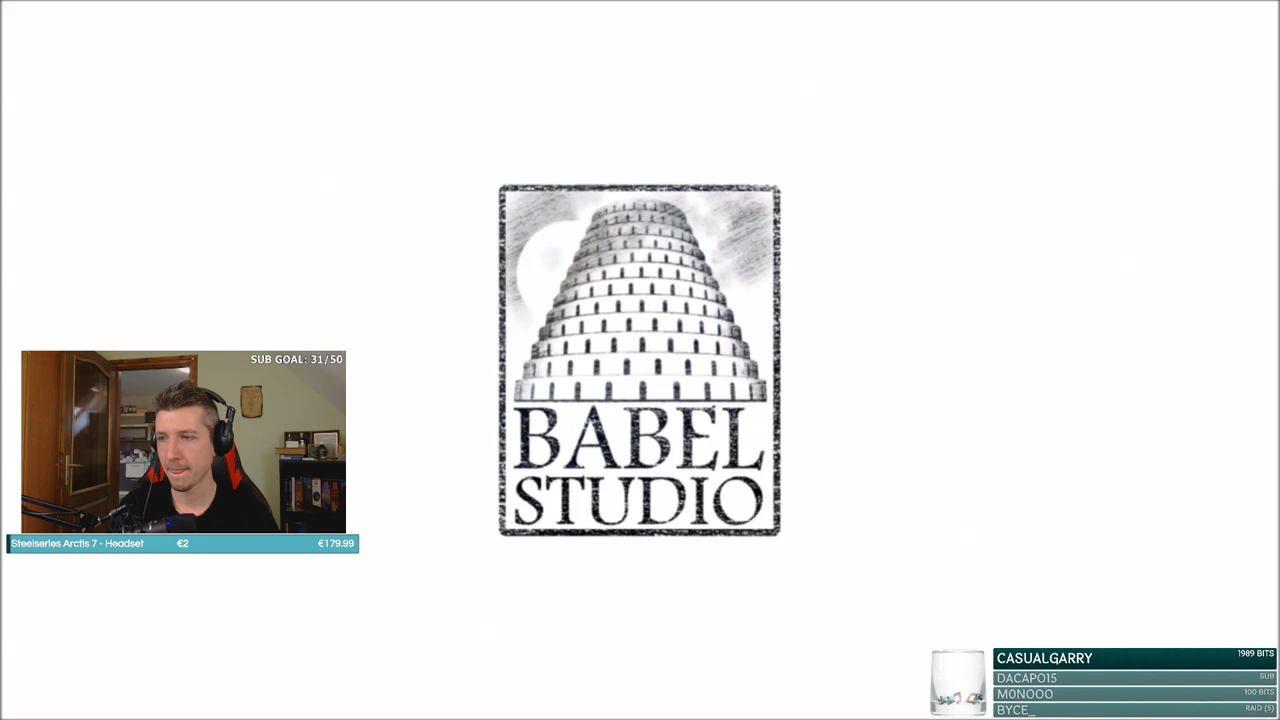 SUB GOAL: 31/50
BABEL
STUDIO
Steelseries Arctis 7 - Headset €2 €179.99
CASUALGARRY 1989 BITS
DACAPO15 SUB
M0NOOO 100 BITS
BYCE_ RAID (5)